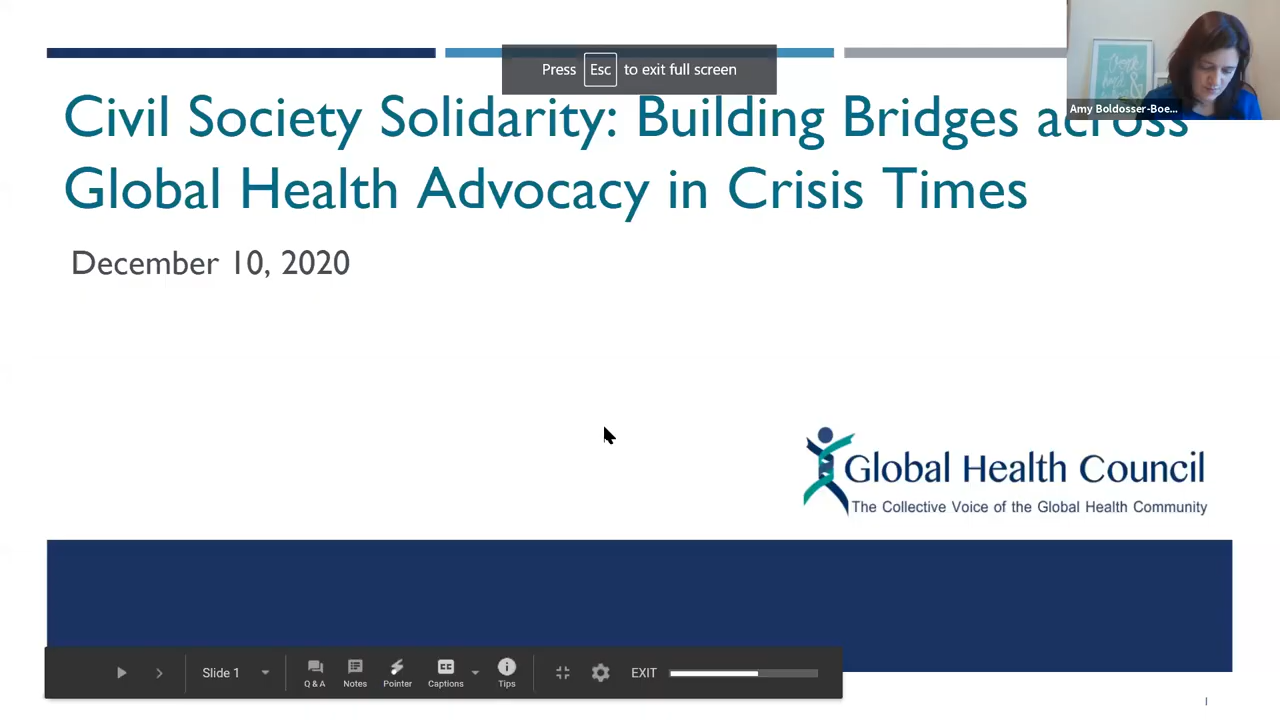 Press Esc to exit full screen
Amy Boldosser-Boe...
Civil Society Solidarity: Building Bridges across
Global Health Advocacy in Crisis Times
December 10, 2020
Global Health Council
The Collective Voice of the Global Health Community
Slide 1
Q & A
Notes
Pointer
CC
Captions
Tips
EXIT
1